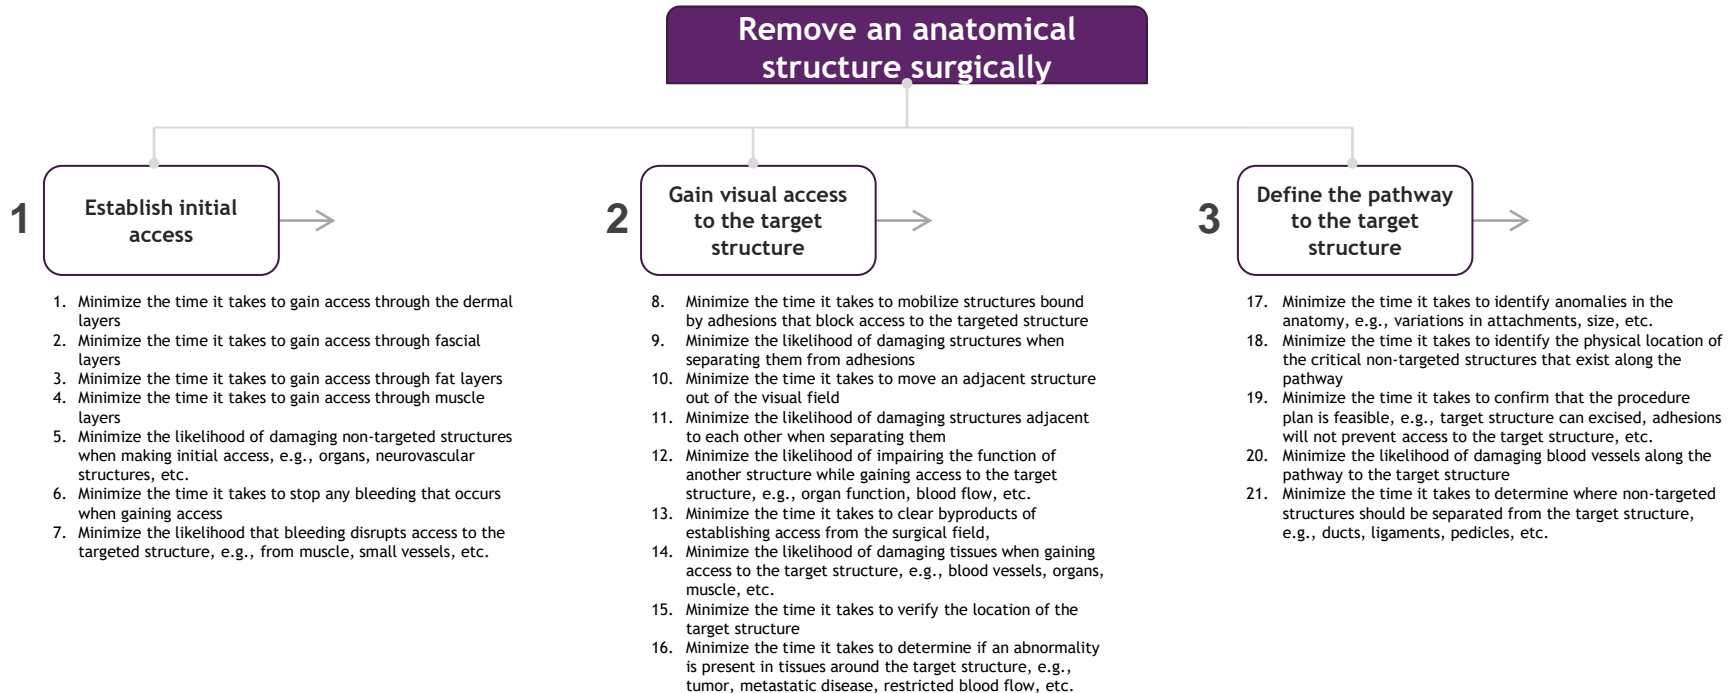 Remove an anatomical
structure surgically
1
Establish initial
access
1. Minimize the time it takes to gain access through the dermal
layers
2. Minimize the time it takes to gain access through fascial
layers
3. Minimize the time it takes to gain access through fat layers
4. Minimize the time it takes to gain access through muscle
layers
5. Minimize the likelihood of damaging non-targeted structures
when making initial access, e.g., organs, neurovascular
structures, etc.
6. Minimize the time it takes to stop any bleeding that occurs
when gaining access
7. Minimize the likelihood that bleeding disrupts access to the
targeted structure, e.g., from muscle, small vessels, etc.
2
Gain visual access
to the target
structure
8. Minimize the time it takes to mobilize structures bound
by adhesions that block access to the targeted structure
9. Minimize the likelihood of damaging structures when
separating them from adhesions
10. Minimize the time it takes to move an adjacent structure
out of the visual field
11. Minimize the likelihood of damaging structures adjacent
to each other when separating them
12. Minimize the likelihood of impairing the function of
another structure while gaining access to the target
structure, e.g., organ function, blood flow, etc.
13. Minimize the time it takes to clear byproducts of
establishing access from the surgical field,
14. Minimize the likelihood of damaging tissues when gaining
access to the target structure, e.g., blood vessels, organs,
muscle, etc.
15. Minimize the time it takes to verify the location of the
target structure
16. Minimize the time it takes to determine if an abnormality
is present in tissues around the target structure, e.g.,
tumor, metastatic disease, restricted blood flow, etc.
3
Define the pathway
to the target
structure
17. Minimize the time it takes to identify anomalies in the
anatomy, e.g., variations in attachments, size, etc.
18. Minimize the time it takes to identify the physical location of
the critical non-targeted structures that exist along the
pathway
19. Minimize the time it takes to confirm that the procedure
plan is feasible, e.g., target structure can excised, adhesions
will not prevent access to the target structure, etc.
20. Minimize the likelihood of damaging blood vessels along the
pathway to the target structure
21. Minimize the time it takes to determine where non-targeted
structures should be separated from the target structure,
e.g., ducts, ligaments, pedicles, etc.